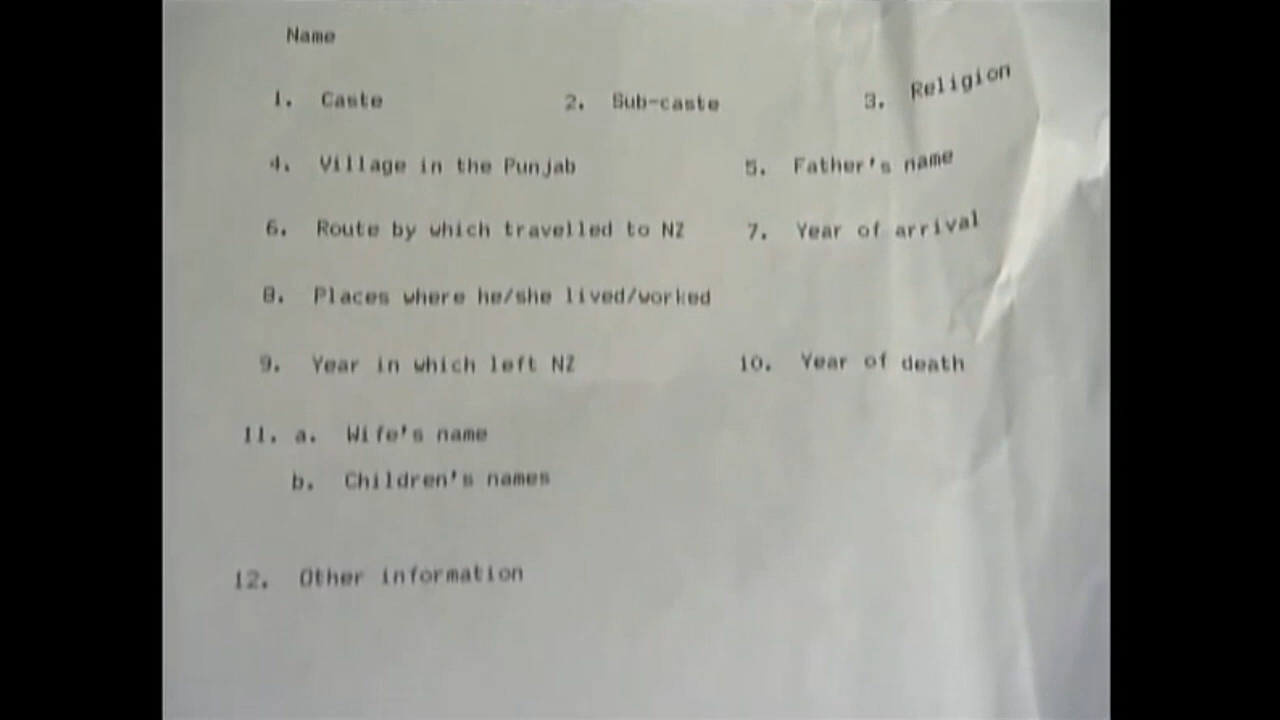 Name
1. Caste 2. Sub-caste 3. Religion
4. Village in the Punjab 5. Father's name
6. Route by which travelled to NZ 7. Year of arrival
8. Places where he/she lived/worked
9. Year in which left NZ 10. Year of death
11. a. Wife's name
b. Children's names
12. Other information